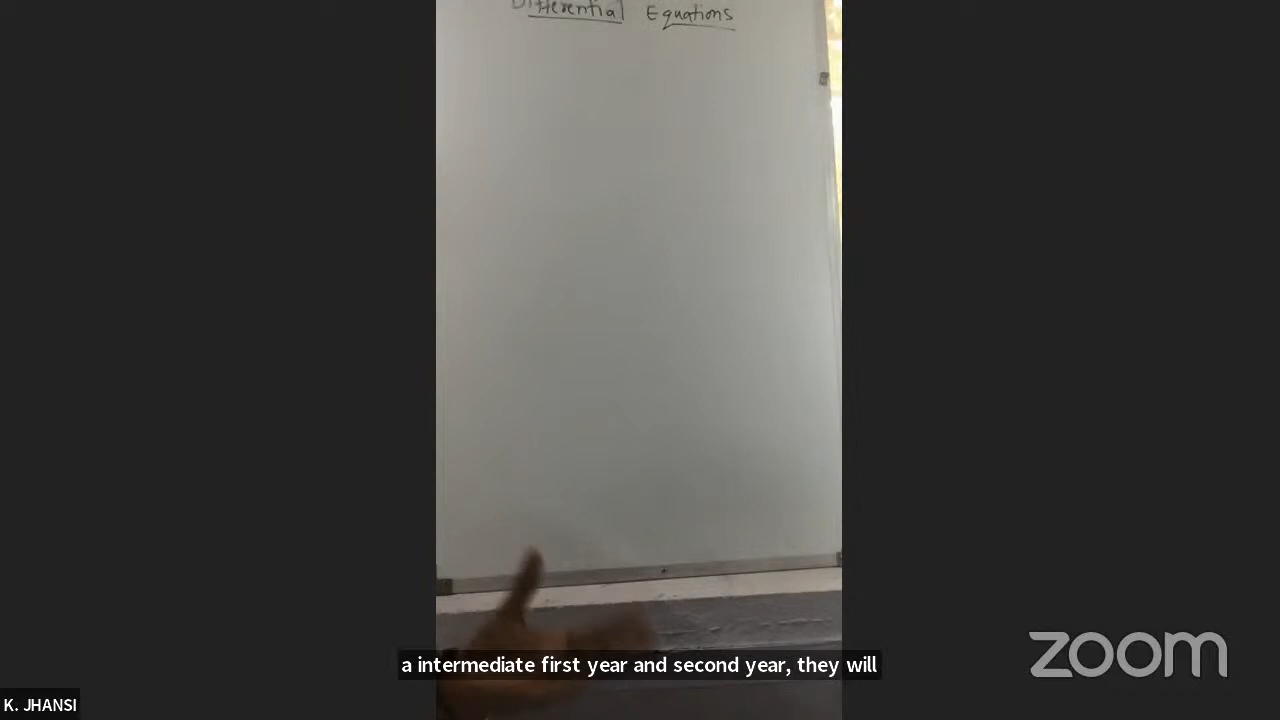 Differential Equations
a intermediate first year and second year, they will
zoom
K. JHANSI